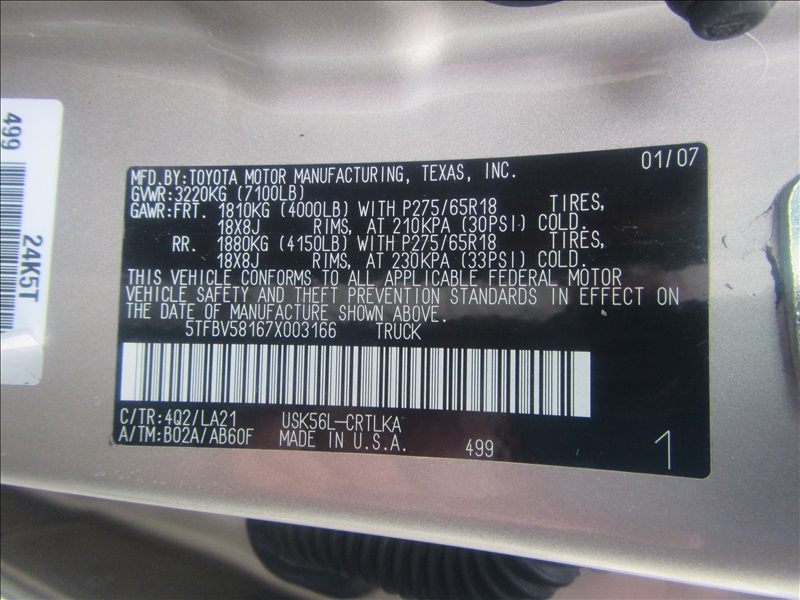 499
24K5T
MFD.BY:TOYOTA MOTOR MANUFACTURING, TEXAS, INC. 01/07
GVWR:3220KG (7100LB)
GAWR:FRT. 1810KG (4000LB) WITH P275/65R18 TIRES,
18X8J RIMS, AT 210KPA (30PSI) COLD.
RR. 1880KG (4150LB) WITH P275/65R18 TIRES,
18X8J RIMS, AT 230KPA (33PSI) COLD.
THIS VEHICLE CONFORMS TO ALL APPLICABLE FEDERAL MOTOR
VEHICLE SAFETY AND THEFT PREVENTION STANDARDS IN EFFECT ON
THE DATE OF MANUFACTURE SHOWN ABOVE.
5TFBV58167X003166 TRUCK
C/TR:4Q2/LA21 USK56L-CRTLKA
A/TM:B02A/AB60F MADE IN U.S.A. 499 1